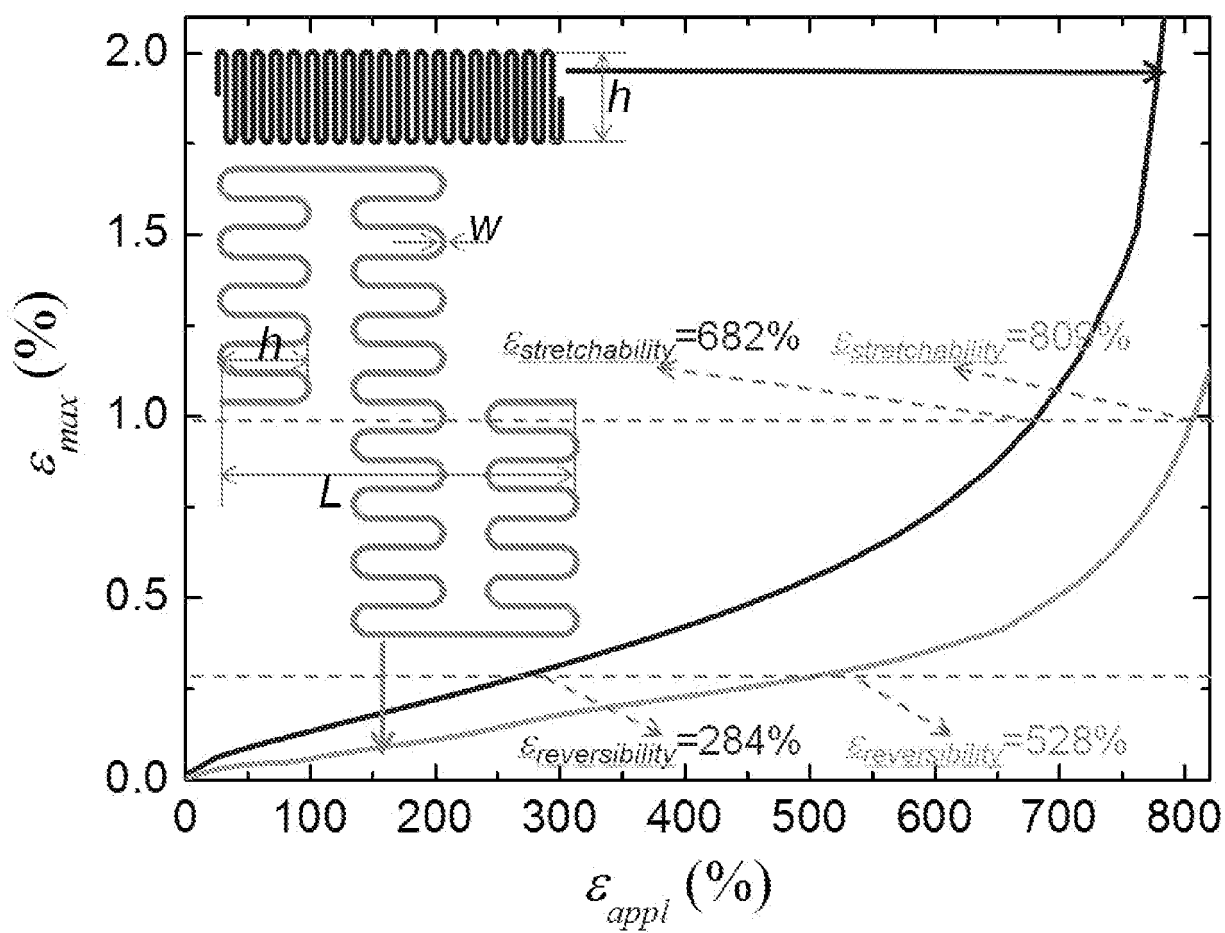 2.0
1.5
1.0
0.5
0.0
ε_max (%)
h
w
h
L
ε_stretchability=682%
ε_stretchability=809%
ε_reversibility=284%
ε_reversibility=528%
0 100 200 300 400 500 600 700 800
ε_appl (%)